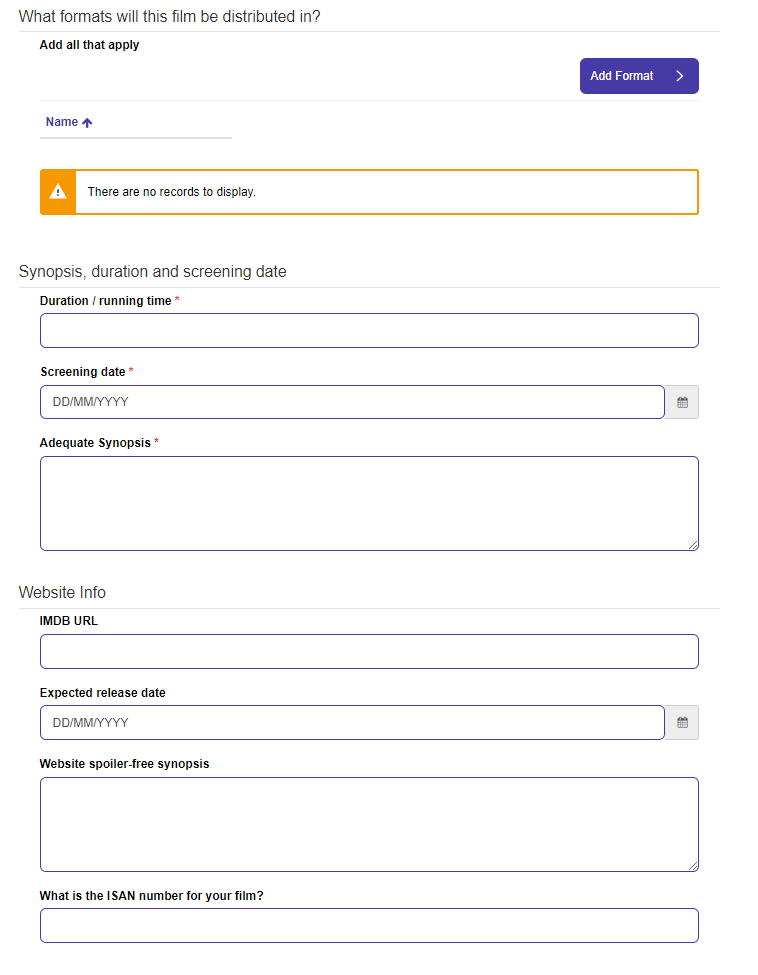 What formats will this film be distributed in?
Add all that apply
Add Format
Name
There are no records to display.
Synopsis, duration and screening date
Duration / running time *
Screening date *
DD/MM/YYYY
Adequate Synopsis *
Website Info
IMDB URL
Expected release date
DD/MM/YYYY
Website spoiler-free synopsis
What is the ISAN number for your film?